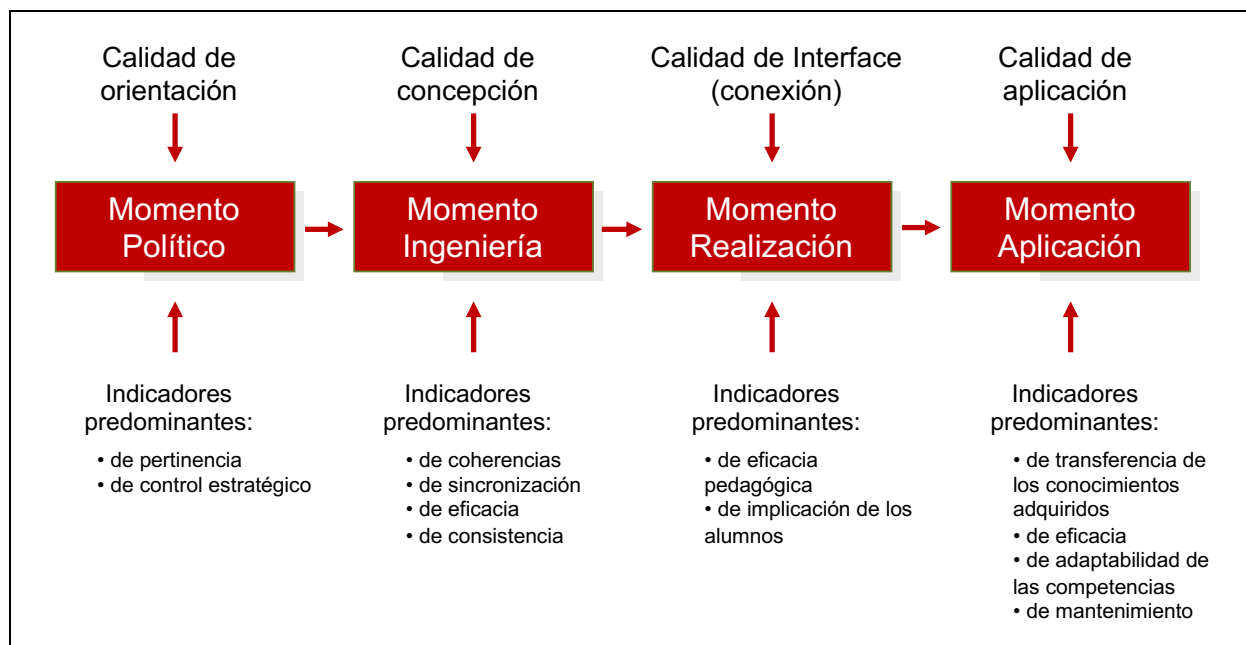 Calidad de
orientación
Calidad de
concepción
Calidad de Interface
(conexión)
Calidad de
aplicación
Momento
Político
Momento
Ingeniería
Momento
Realización
Momento
Aplicación
Indicadores
predominantes:
• de pertinencia
• de control estratégico
Indicadores
predominantes:
• de coherencias
• de sincronización
• de eficacia
• de consistencia
Indicadores
predominantes:
• de eficacia
pedagógica
• de implicación de los
alumnos
Indicadores
predominantes:
• de transferencia de
los conocimientos
adquiridos
• de eficacia
• de adaptabilidad de
las competencias
• de mantenimiento